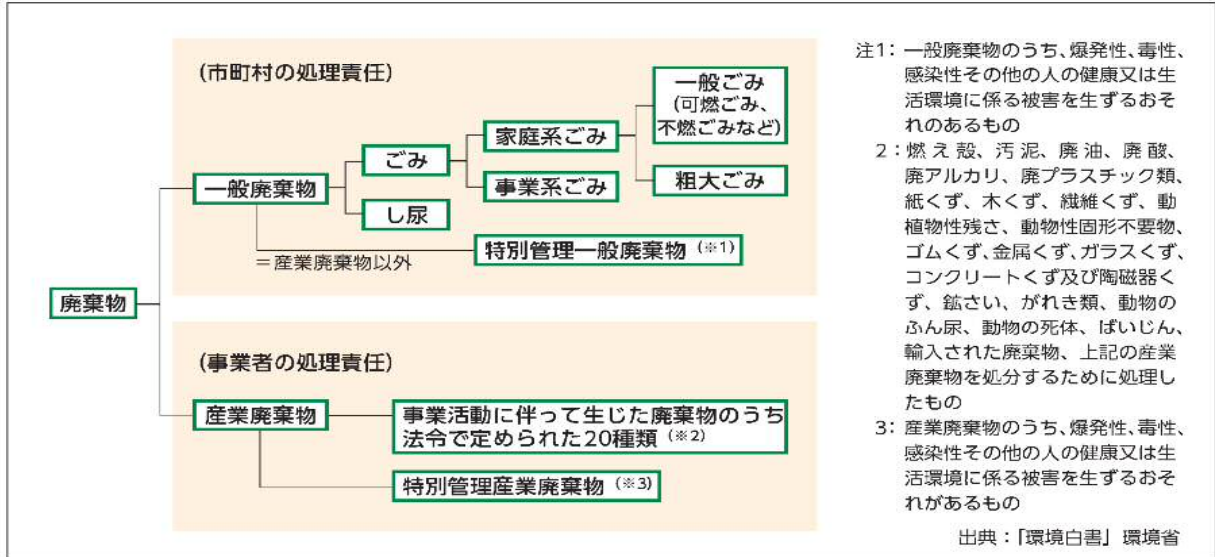 (市町村の処理責任)
一般ごみ
(可燃ごみ、
不燃ごみなど)
家庭系ごみ
ごみ
事業系ごみ
粗大ごみ
一般廃棄物
し尿
特別管理一般廃棄物 (※1)
=産業廃棄物以外
廃棄物
(事業者の処理責任)
産業廃棄物
事業活動に伴って生じた廃棄物のうち
法令で定められた20種類 (※2)
特別管理産業廃棄物 (※3)
注1: 一般廃棄物のうち、爆発性、毒性、
感染性その他の人の健康又は生
活環境に係る被害を生ずるおそ
れのあるもの
2: 燃え殻、汚泥、廃油、廃酸、
廃アルカリ、廃プラスチック類、
紙くず、木くず、繊維くず、動
植物性残さ、動物性固形不要物、
ゴムくず、金属くず、ガラスくず、
コンクリートくず及び陶磁器く
ず、鉱さい、がれき類、動物の
ふん尿、動物の死体、ばいじん、
輸入された廃棄物、上記の産業
廃棄物を処分するために処理し
たもの
3: 産業廃棄物のうち、爆発性、毒性、
感染性その他の人の健康又は生
活環境に係る被害を生ずるおそ
れがあるもの
出典:「環境白書」環境省